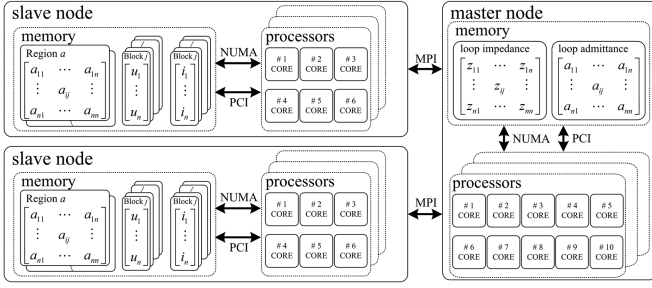 slave node
memory
Region a
a11 ⋯ a1n
⋮ aij ⋮
an1 ⋯ ann
Block j
u1
⋮
un
Block j
i1
⋮
in
NUMA
PCI
processors
# 1 CORE
# 2 CORE
# 3 CORE
# 4 CORE
# 5 CORE
# 6 CORE
MPI
master node
memory
loop impedance
z11 ⋯ z1n
⋮ zij ⋮
zn1 ⋯ znn
loop admittance
a11 ⋯ a1n
⋮ aij ⋮
an1 ⋯ ann
NUMA
PCI
processors
# 1 CORE
# 2 CORE
# 3 CORE
# 4 CORE
# 5 CORE
# 6 CORE
# 7 CORE
# 8 CORE
# 9 CORE
# 10 CORE
slave node
memory
Region a
a11 ⋯ a1n
⋮ aij ⋮
an1 ⋯ ann
Block j
u1
⋮
un
Block j
i1
⋮
in
NUMA
PCI
processors
# 1 CORE
# 2 CORE
# 3 CORE
# 4 CORE
# 5 CORE
# 6 CORE
MPI